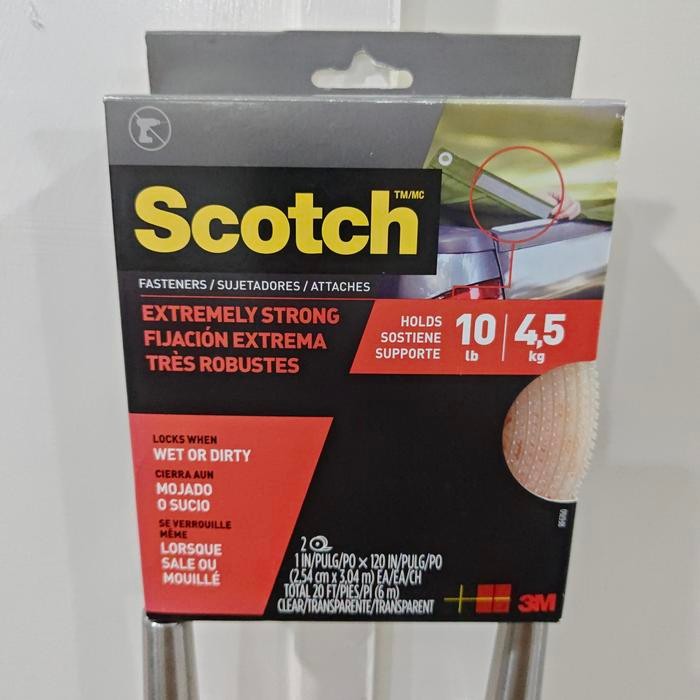 Scotch TM/MC
FASTENERS / SUJETADORES / ATTACHES
EXTREMELY STRONG
FIJACIÓN EXTREMA
TRÈS ROBUSTES
HOLDS
SOSTIENE
SUPPORTE
10 lb
4,5 kg
LOCKS WHEN
WET OR DIRTY
CIERRA AUN
MOJADO
O SUCIO
SE VERROUILLE
MÊME
LORSQUE
SALE OU
MOUILLÉ
2
1 IN/PULG/PO × 120 IN/PULG/PO
(2,54 cm x 3,04 m) EA/EA/CH
TOTAL 20 FT/PIES/PI (6 m)
CLEAR/TRANSPARENTE/TRANSPARENT
3M